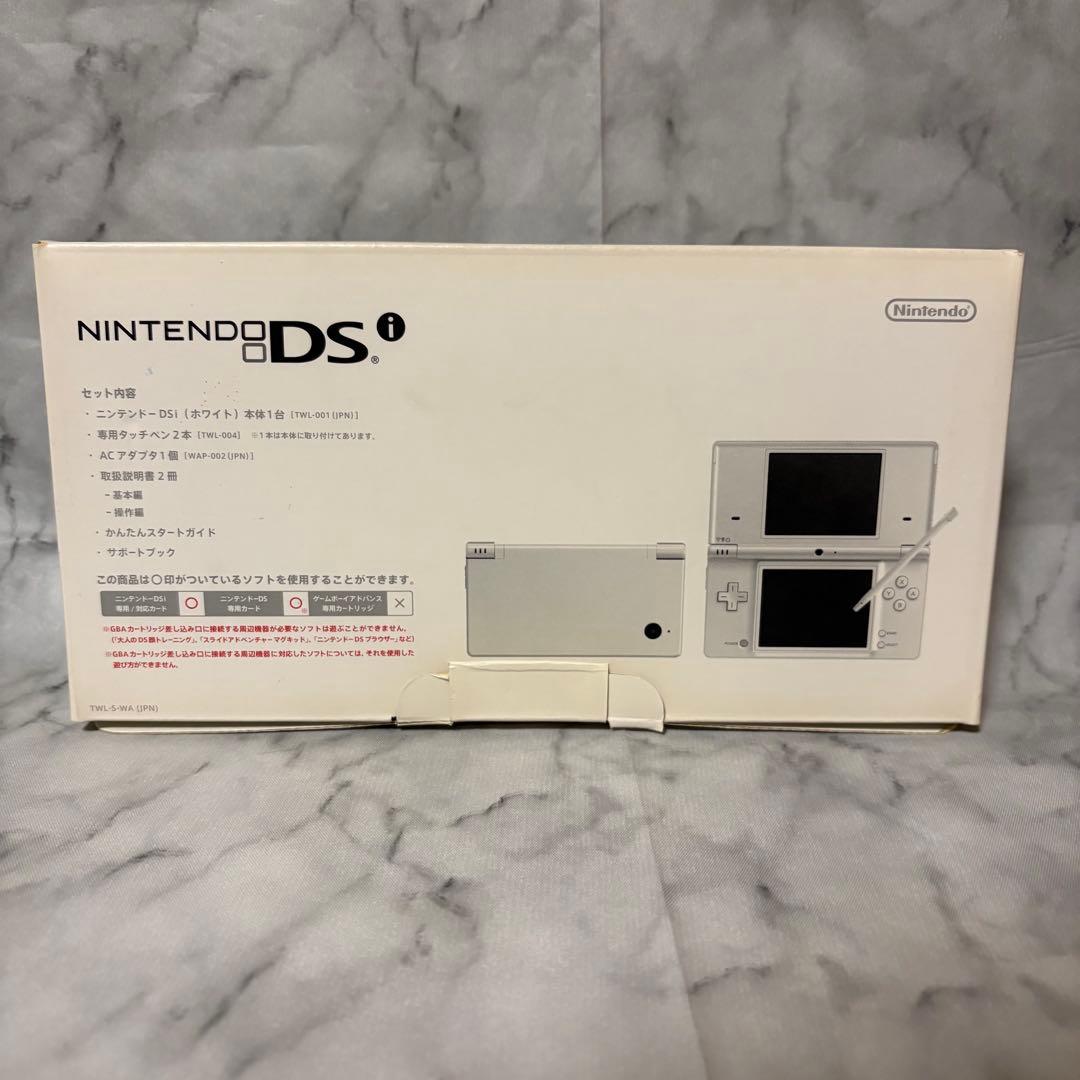 NINTENDO DS i ®
Nintendo®
セット内容
・ ニンテンドーDSi（ホワイト）本体1台 [TWL-001(JPN)]
・ 専用タッチペン2本 [TWL-004] ※1本は本体に取り付けてあります。
・ ACアダプタ1個 [WAP-002(JPN)]
・ 取扱説明書2冊
－基本編
－操作編
・ かんたんスタートガイド
・ サポートブック
この商品は○印がついているソフトを使用することができます。
ニンテンドーDSi 専用/対応カード ○ ニンテンドーDS 専用カード ○※ ゲームボーイアドバンス 専用カートリッジ ×
※GBAカートリッジ差し込み口に接続する周辺機器が必要なソフトは遊ぶことができません。
（「大人のDS顔トレーニング」、「スライドアドベンチャー マグキッド」、「ニンテンドーDSブラウザー」など）
※GBAカートリッジ差し込み口に接続する周辺機器に対応したソフトについては、それを使用した
遊び方ができません。
TWL-S-WA (JPN)
X
Y
A
B
START
SELECT
POWER